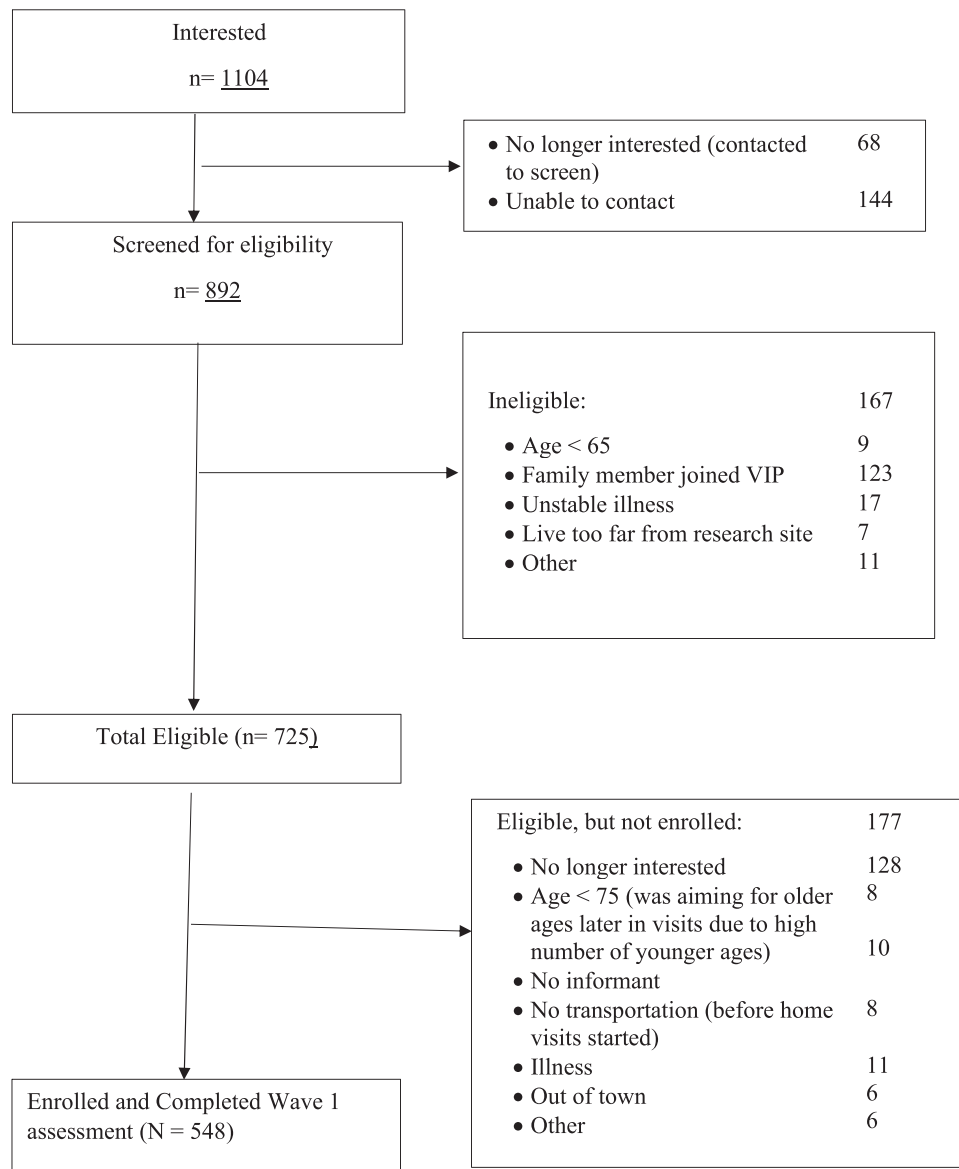 Interested
n= 1104
• No longer interested (contacted 68
to screen)
• Unable to contact 144
Screened for eligibility
n= 892
Ineligible: 167
• Age < 65 9
• Family member joined VIP 123
• Unstable illness 17
• Live too far from research site 7
• Other 11
Total Eligible (n= 725)
Eligible, but not enrolled: 177
• No longer interested 128
• Age < 75 (was aiming for older 8
ages later in visits due to high
number of younger ages) 10
• No informant
• No transportation (before home 8
visits started)
• Illness 11
• Out of town 6
• Other 6
Enrolled and Completed Wave 1
assessment (N = 548)